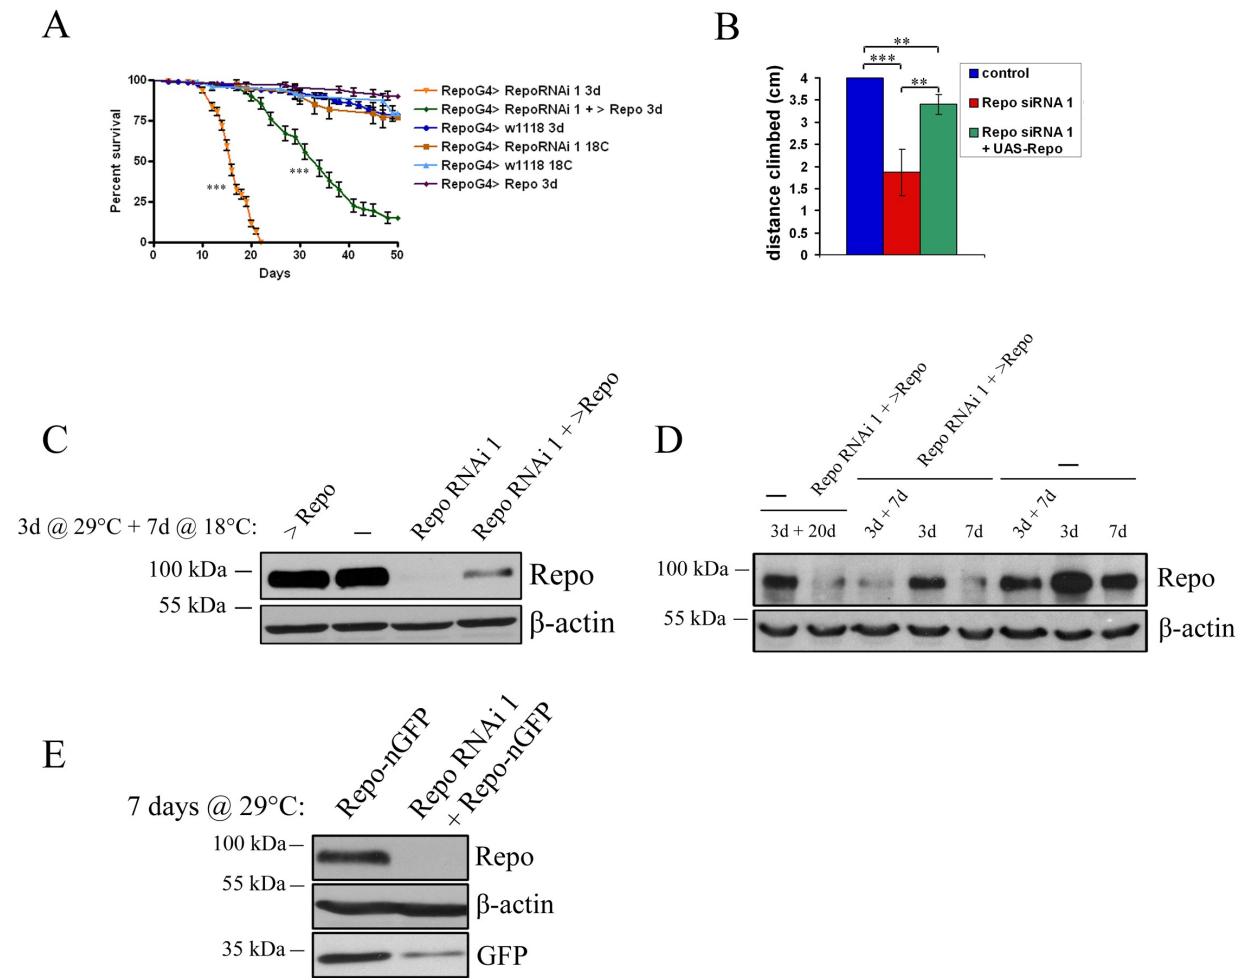 A
100
75
50
25
0
Percent survival
0 10 20 30 40 50
Days
***
***
RepoG4> RepoRNAi 1 3d
RepoG4> RepoRNAi 1 + > Repo 3d
RepoG4> w1118 3d
RepoG4> RepoRNAi 1 18C
RepoG4> w1118 18C
RepoG4> Repo 3d
B
distance climbed (cm)
4
3.5
3
2.5
2
1.5
1
0.5
0
**
***
**
control
Repo siRNA 1
Repo siRNA 1
+ UAS-Repo
C
3d @ 29°C + 7d @ 18°C:
> Repo
–
Repo RNAi 1
Repo RNAi 1 + >Repo
100 kDa
55 kDa
Repo
β-actin
D
–
Repo RNAi 1 + >Repo
Repo RNAi 1 + >Repo
–
3d + 20d
3d + 7d
3d
7d
3d + 7d
3d
7d
100 kDa
55 kDa
Repo
β-actin
E
7 days @ 29°C:
Repo-nGFP
Repo RNAi 1
+ Repo-nGFP
100 kDa
55 kDa
35 kDa
Repo
β-actin
GFP